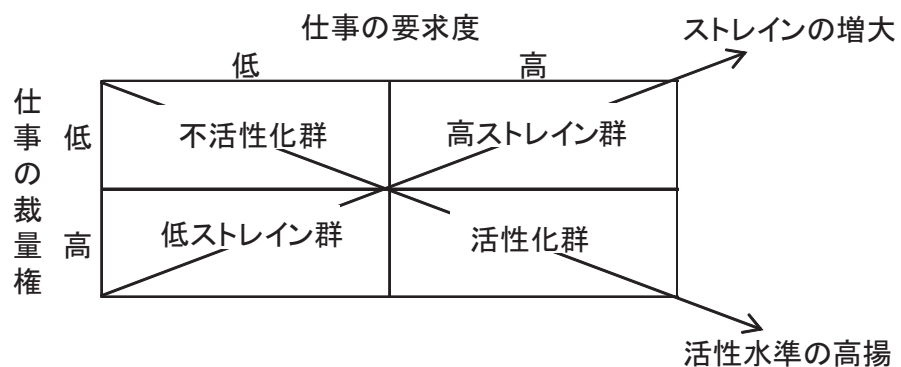 仕事の要求度
ストレインの増大
低
高
仕事の裁量権
低
不活性化群
高ストレイン群
高
低ストレイン群
活性化群
活性水準の高揚